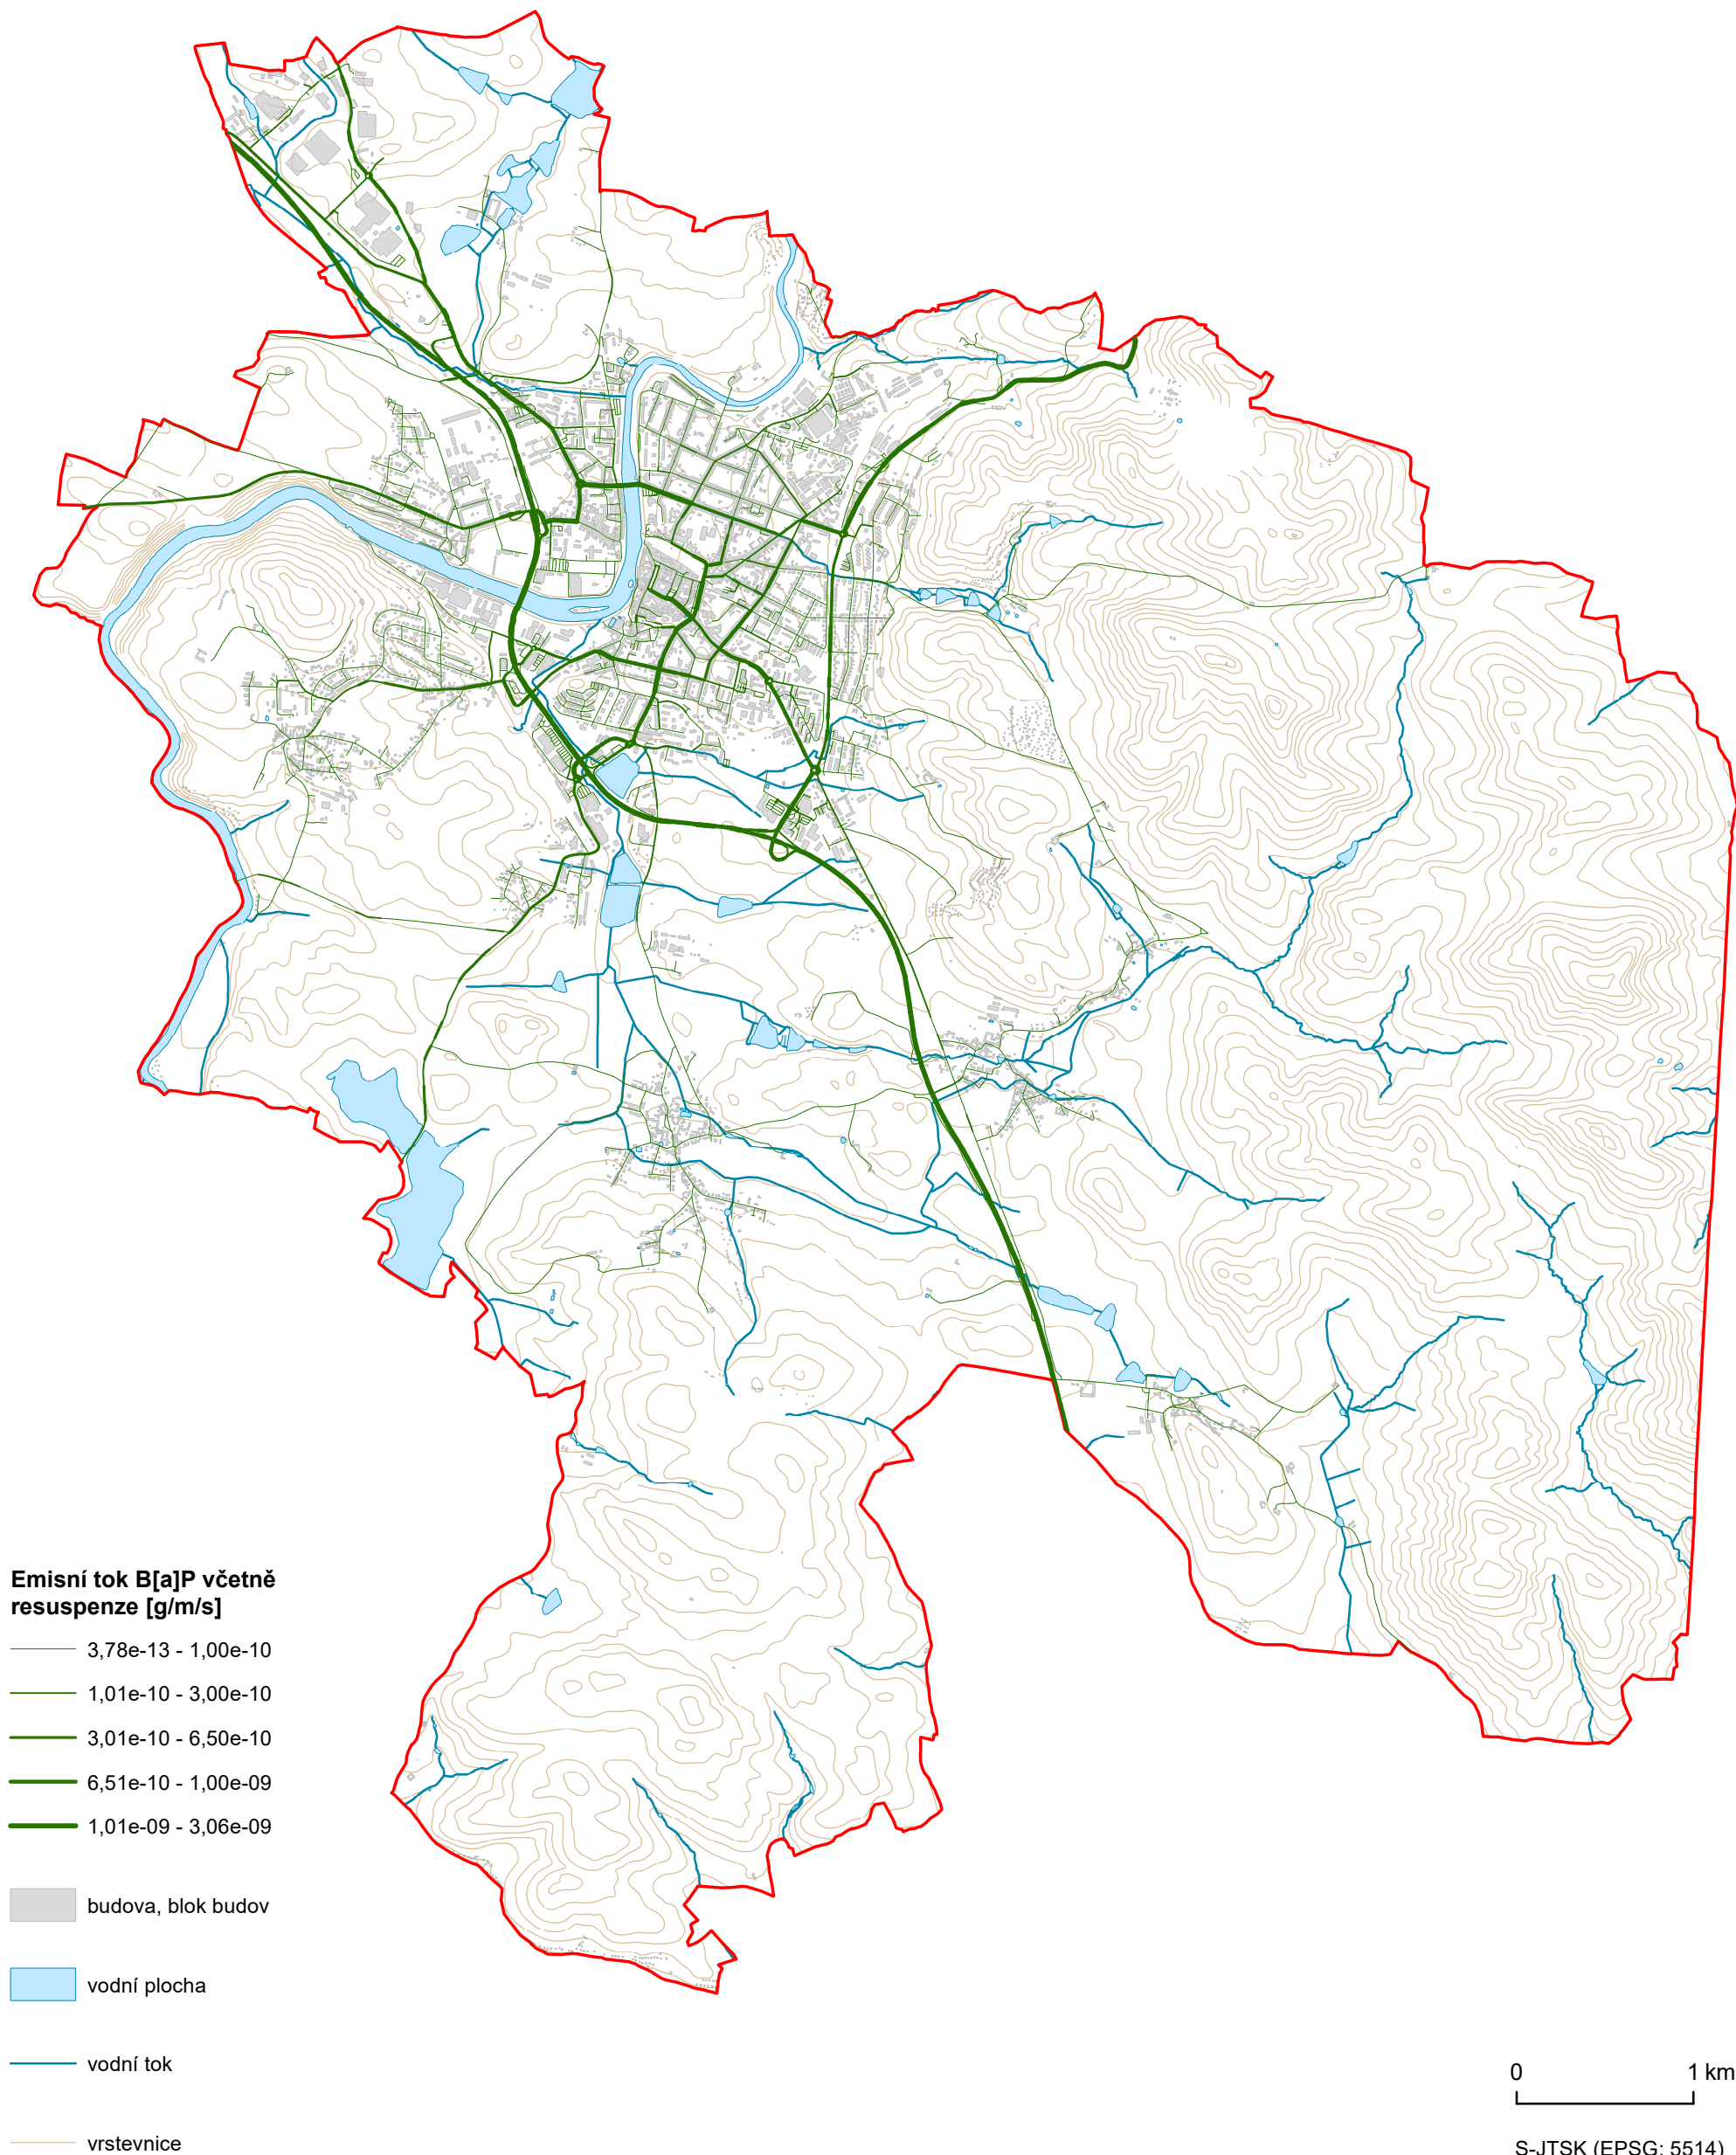 Emisní tok B[a]P včetně
resuspenze [g/m/s]
3,78e-13 - 1,00e-10
1,01e-10 - 3,00e-10
3,01e-10 - 6,50e-10
6,51e-10 - 1,00e-09
1,01e-09 - 3,06e-09
budova, blok budov
vodní plocha
vodní tok
vrstevnice
0 1 km
S-JTSK (EPSG: 5514)